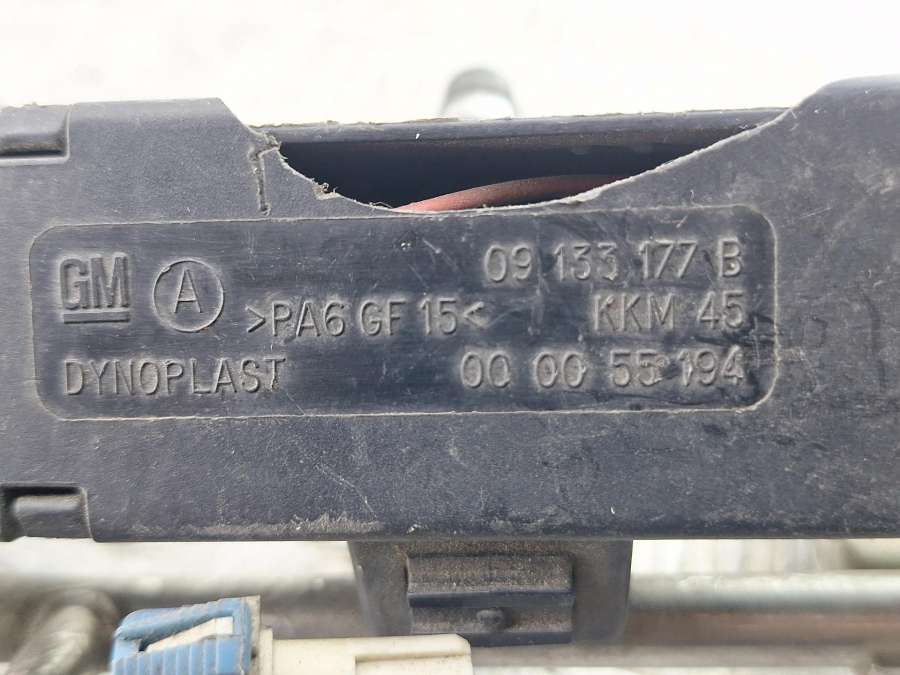 GM A 09 133 177 B
>PA6 GF 15< KKM 45
DYNOPLAST 00 00 55 194